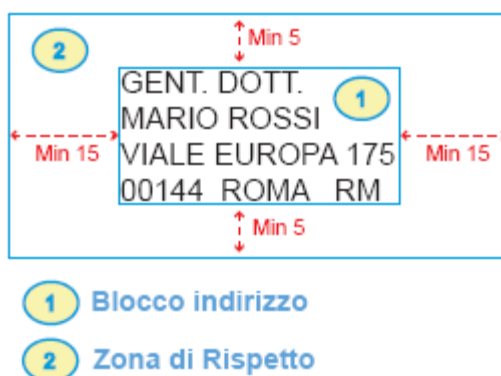 2
Min 5
GENT. DOTT.
1
MARIO ROSSI
Min 15
VIALE EUROPA 175
Min 15
00144 ROMA RM
Min 5
1 Blocco indirizzo
2 Zona di Rispetto